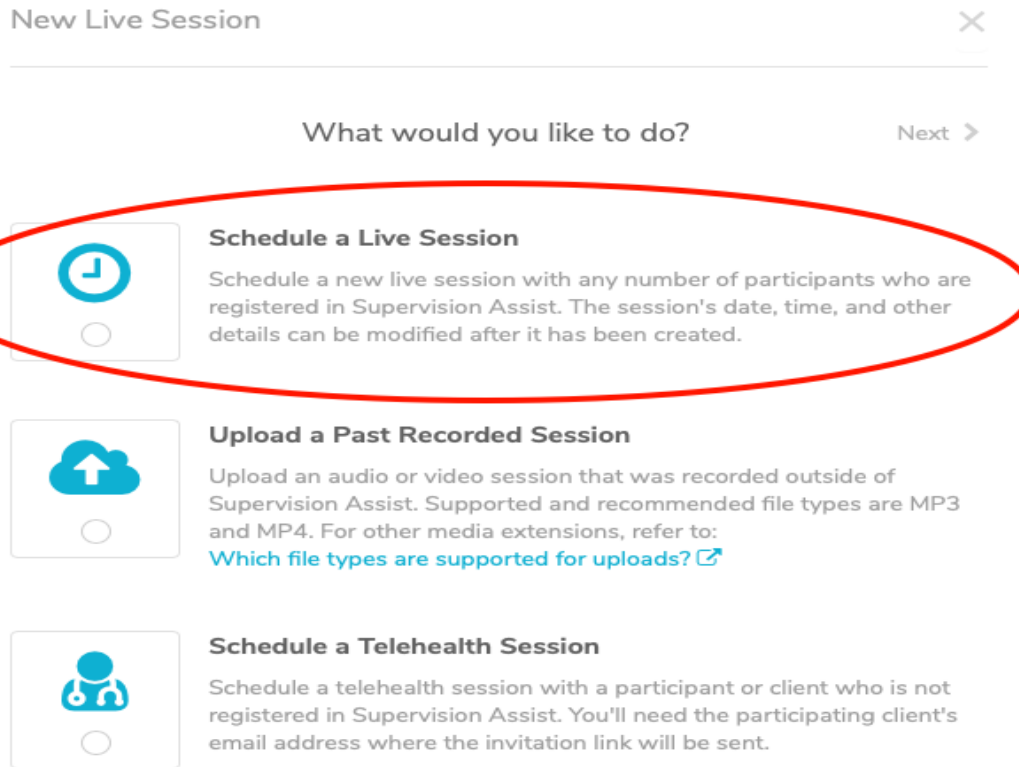 New Live Session
What would you like to do?
Next
Schedule a Live Session
Schedule a new live session with any number of participants who are
registered in Supervision Assist. The session's date, time, and other
details can be modified after it has been created.
Upload a Past Recorded Session
Upload an audio or video session that was recorded outside of
Supervision Assist. Supported and recommended file types are MP3
and MP4. For other media extensions, refer to:
Which file types are supported for uploads?
Schedule a Telehealth Session
Schedule a telehealth session with a participant or client who is not
registered in Supervision Assist. You'll need the participating client's
email address where the invitation link will be sent.